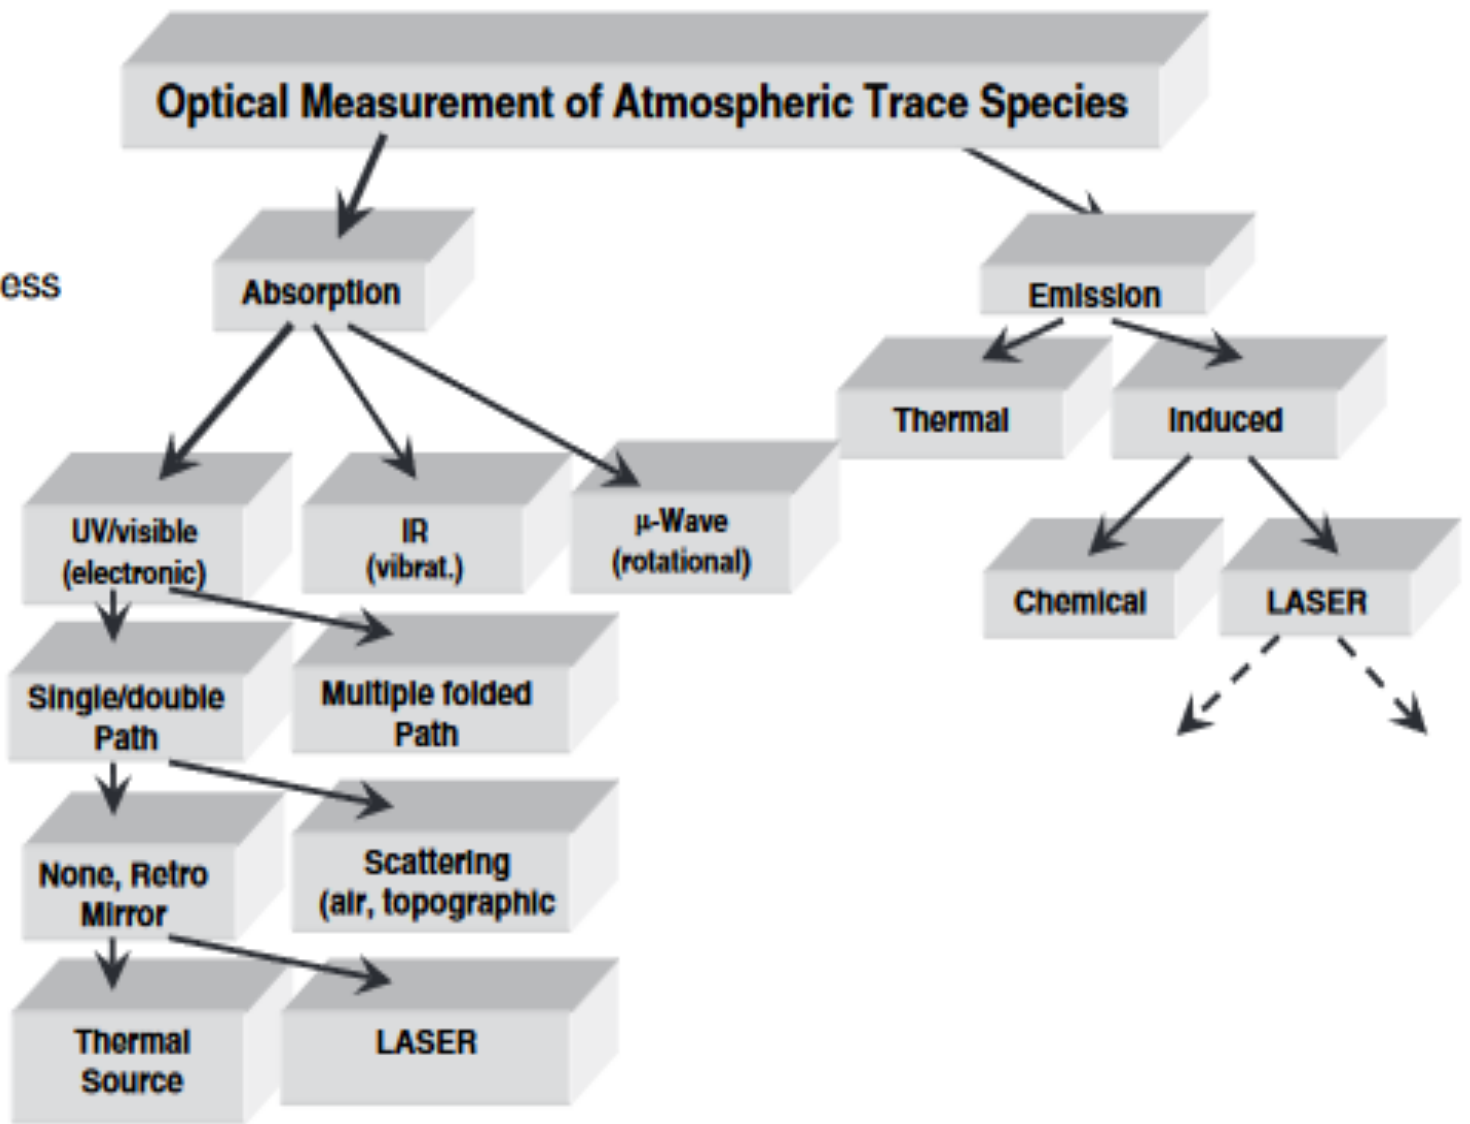 Optical Measurement of Atmospheric Trace Species
ess
Absorption
Emission
Thermal
Induced
UV/visible
(electronic)
IR
(vibrat.)
µ-Wave
(rotational)
Chemical
LASER
Single/double
Path
Multiple folded
Path
None, Retro
Mirror
Scattering
(air, topographic
Thermal
Source
LASER